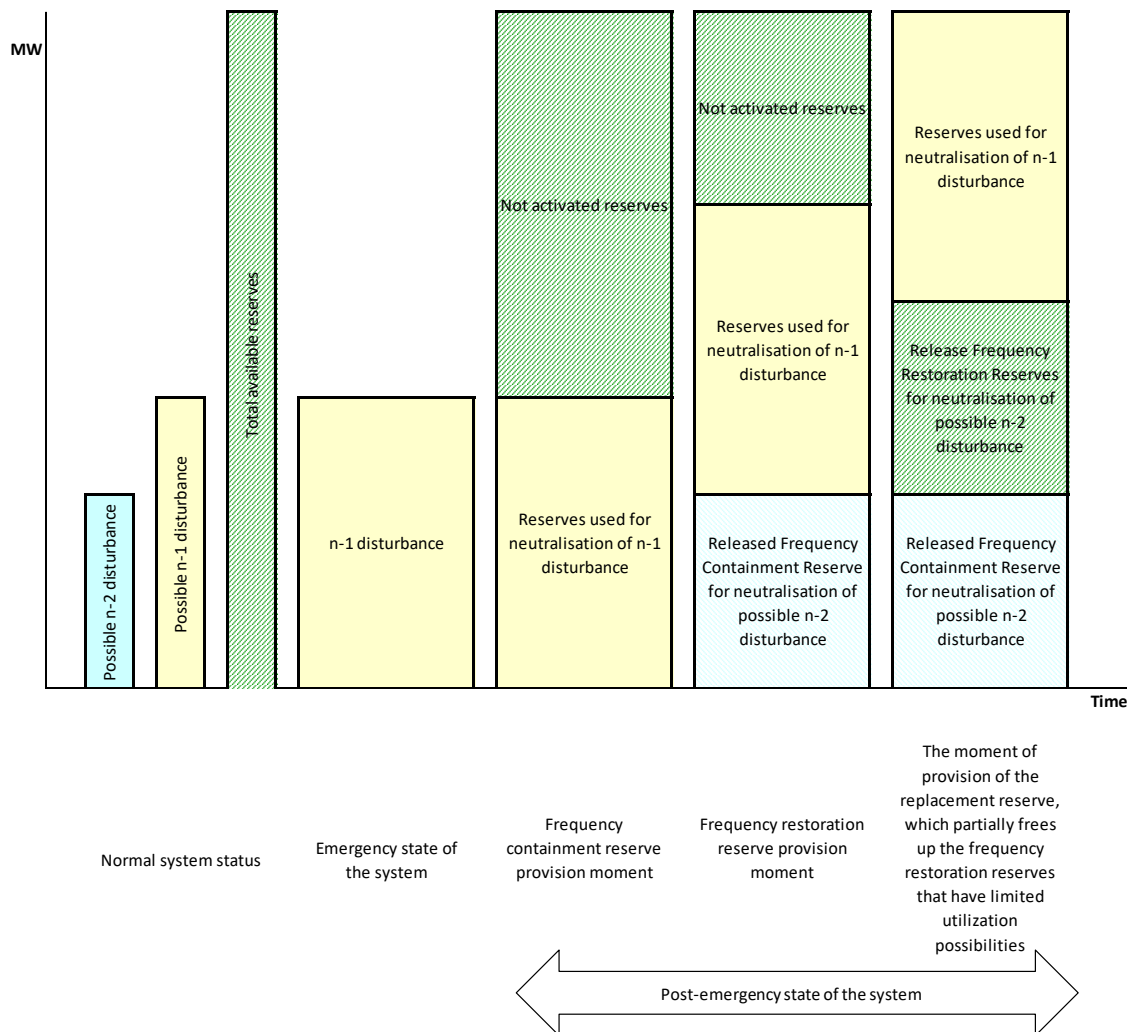 MW
Possible n-2 disturbance
Possible n-1 disturbance
Total available reserves
n-1 disturbance
Not activated reserves
Reserves used for
neutralisation of n-1
disturbance
Not activated reserves
Reserves used for
neutralisation of n-1
disturbance
Released Frequency
Containment Reserve
for neutralisation of
possible n-2
disturbance
Reserves used for
neutralisation of n-1
disturbance
Release Frequency
Restoration Reserves
for neutralisation of
possible n-2
disturbance
Released Frequency
Containment Reserve
for neutralisation of
possible n-2
disturbance
Time
Normal system status
Emergency state of
the system
Frequency
containment reserve
provision moment
Frequency restoration
reserve provision
moment
The moment of
provision of the
replacement reserve,
which partially frees
up the frequency
restoration reserves
that have limited
utilization
possibilities
Post-emergency state of the system